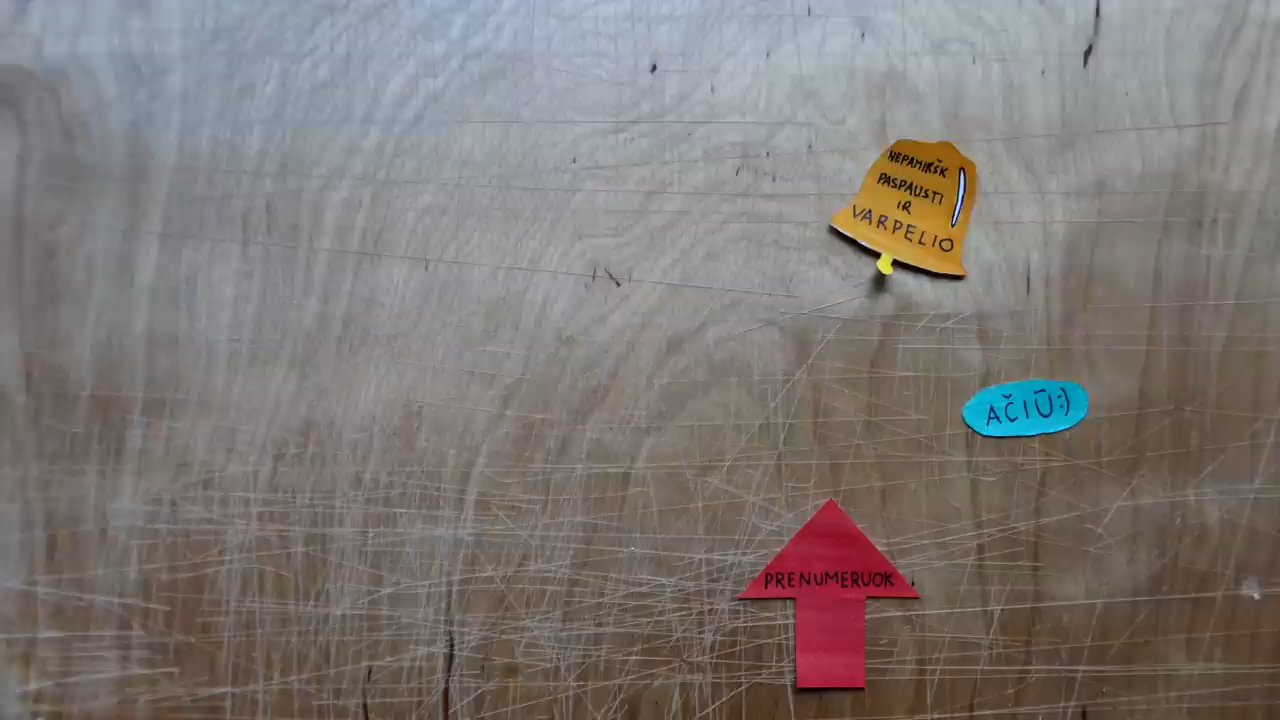 NEPAMIRŠK
PASPAUSTI
IR
VARPELIO
AČIŪ:)
PRENUMERUOK